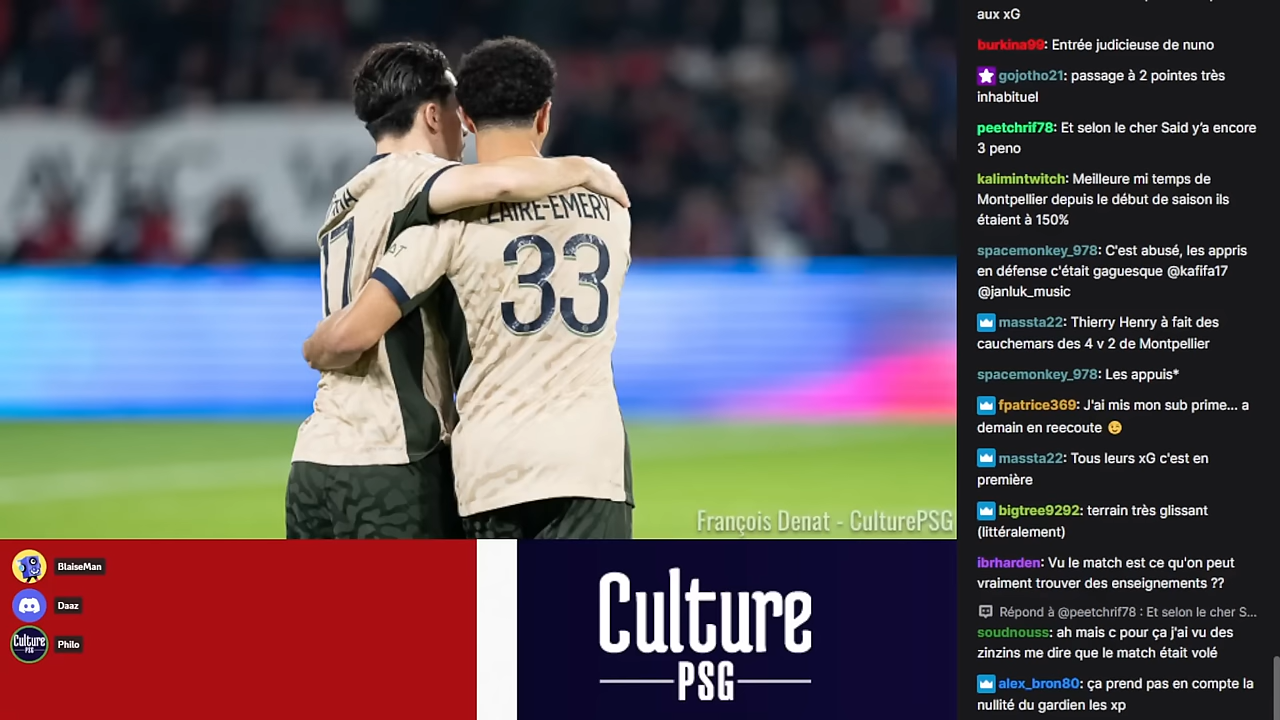 17
ZAÏRE-EMERY
33
François Denat - CulturePSG
BlaiseMan
Daaz
Culture
PSG
Philo
Culture
PSG
aux xG
burkina99: Entrée judicieuse de nuno
gojotho21: passage à 2 pointes très
inhabituel
peetchrif78: Et selon le cher Said y'a encore
3 peno
kalimintwitch: Meilleure mi temps de
Montpellier depuis le début de saison ils
étaient à 150%
spacemonkey_978: C'est abusé, les appris
en défense c'était gaguesque @kafifa17
@janluk_music
massta22: Thierry Henry à fait des
cauchemars des 4 v 2 de Montpellier
spacemonkey_978: Les appuis*
fpatrice369: J'ai mis mon sub prime... a
demain en reecoute 😉
massta22: Tous leurs xG c'est en
première
bigtree9292: terrain très glissant
(littéralement)
ibrharden: Vu le match est ce qu'on peut
vraiment trouver des enseignements ??
Répond à @peetchrif78 : Et selon le cher S...
soudnouss: ah mais c pour ça j'ai vu des
zinzins me dire que le match était volé
alex_bron80: ça prend pas en compte la
nullité du gardien les xp